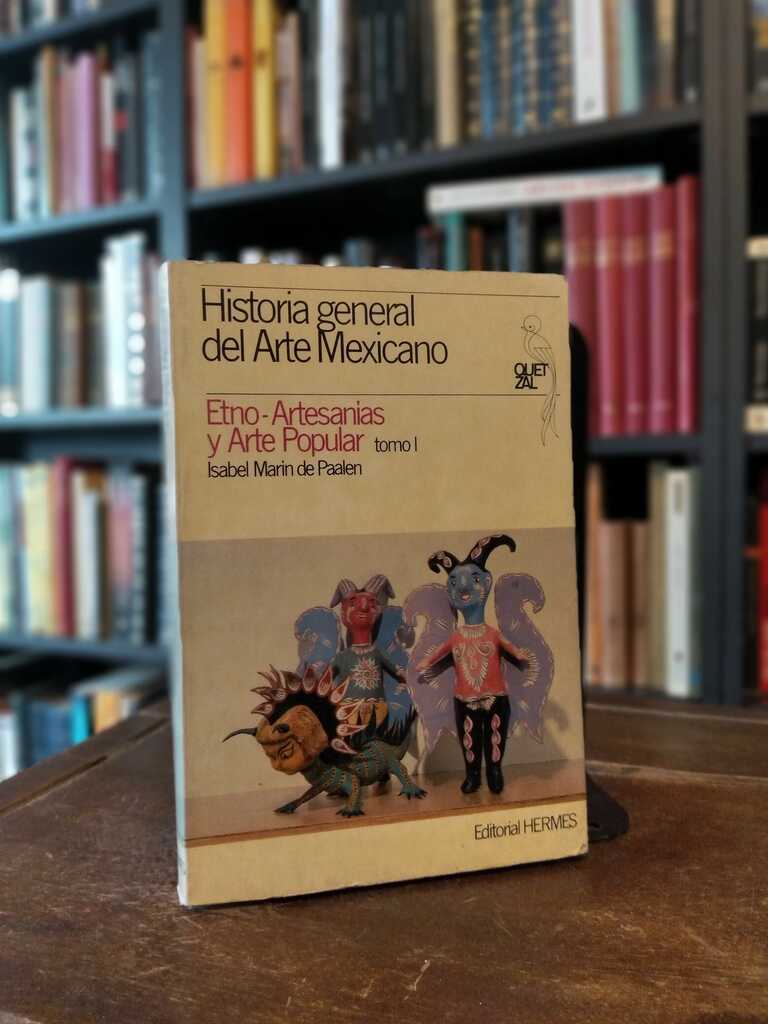 Historia general
del Arte Mexicano
QUET
ZAL
Etno-Artesanias
y Arte Popular tomo I
Isabel Marin de Paalen
Editorial HERMES